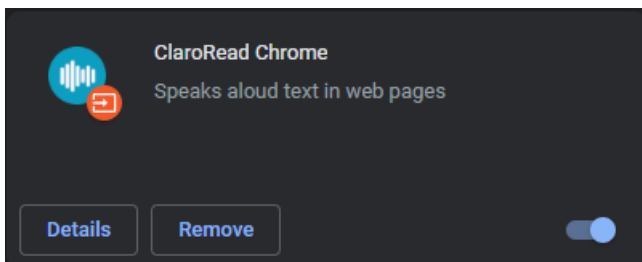 ClaroRead Chrome
Speaks aloud text in web pages
Details
Remove